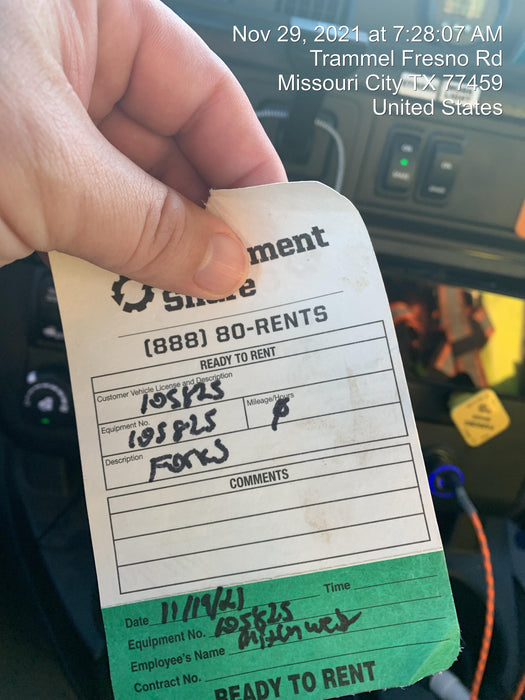 Nov 29, 2021 at 7:28:07 AM
Trammel Fresno Rd
Missouri City TX 77459
United States
ment
Share
(888) 80-RENTS
READY TO RENT
Customer Vehicle License and Description
105825
Equipment No. 105825 Mileage/Hours
Description Forks
COMMENTS
Date 11/19/21 Time
Equipment No. 105825
Employee's Name
Contract No.
READY TO RENT